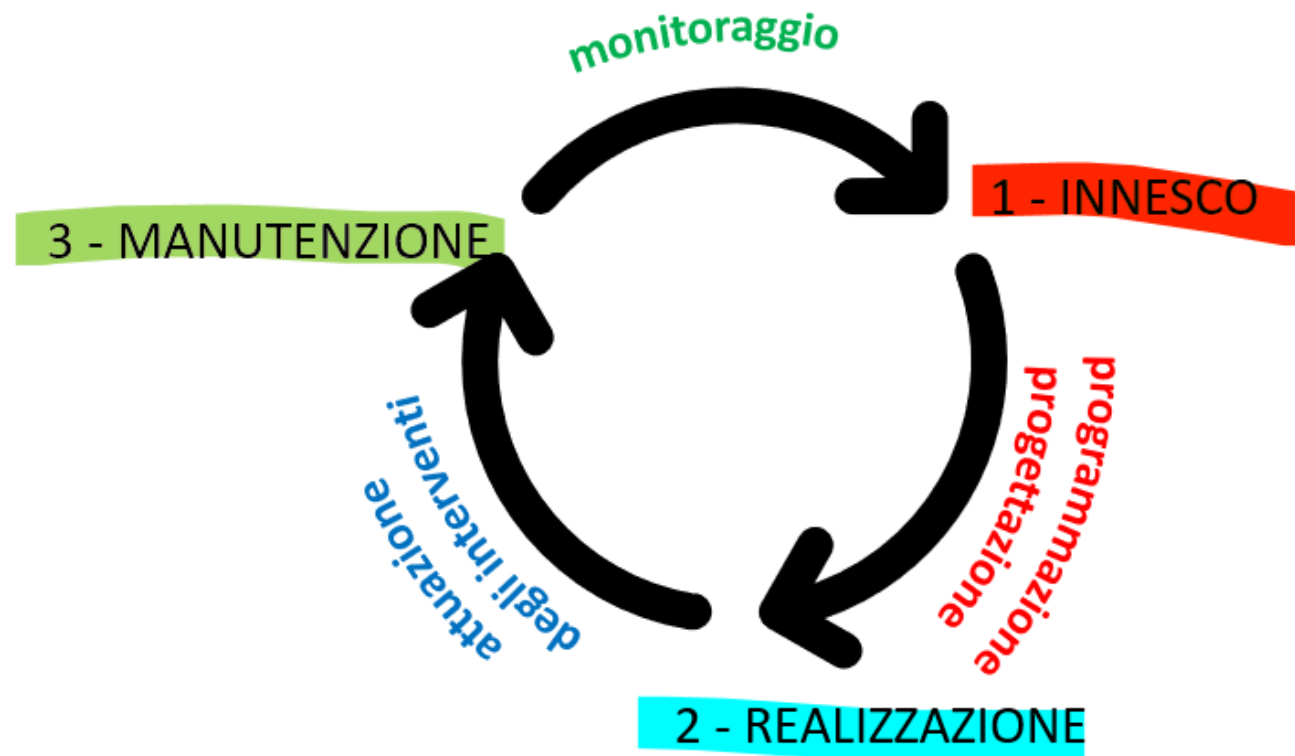 monitoraggio
1 - INNESCO
3 - MANUTENZIONE
programmazione
progettazione
attuazione
degli interventi
2 - REALIZZAZIONE